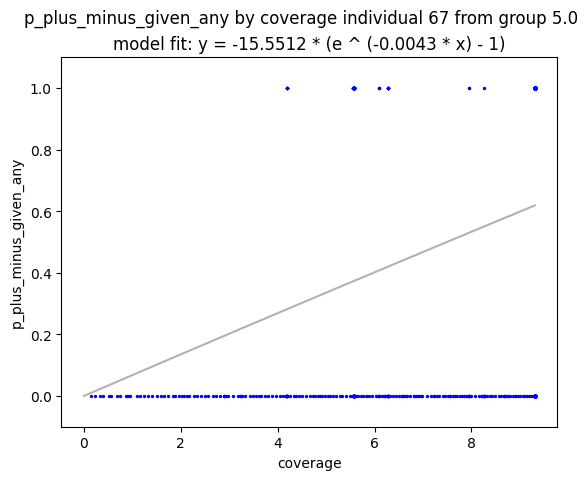 p_plus_minus_given_any by coverage individual 67 from group 5.0
model fit: y = -15.5512 * (e ^ (-0.0043 * x) - 1)
1.0
0.8
0.6
0.4
0.2
0.0
p_plus_minus_given_any
0 2 4 6 8
coverage